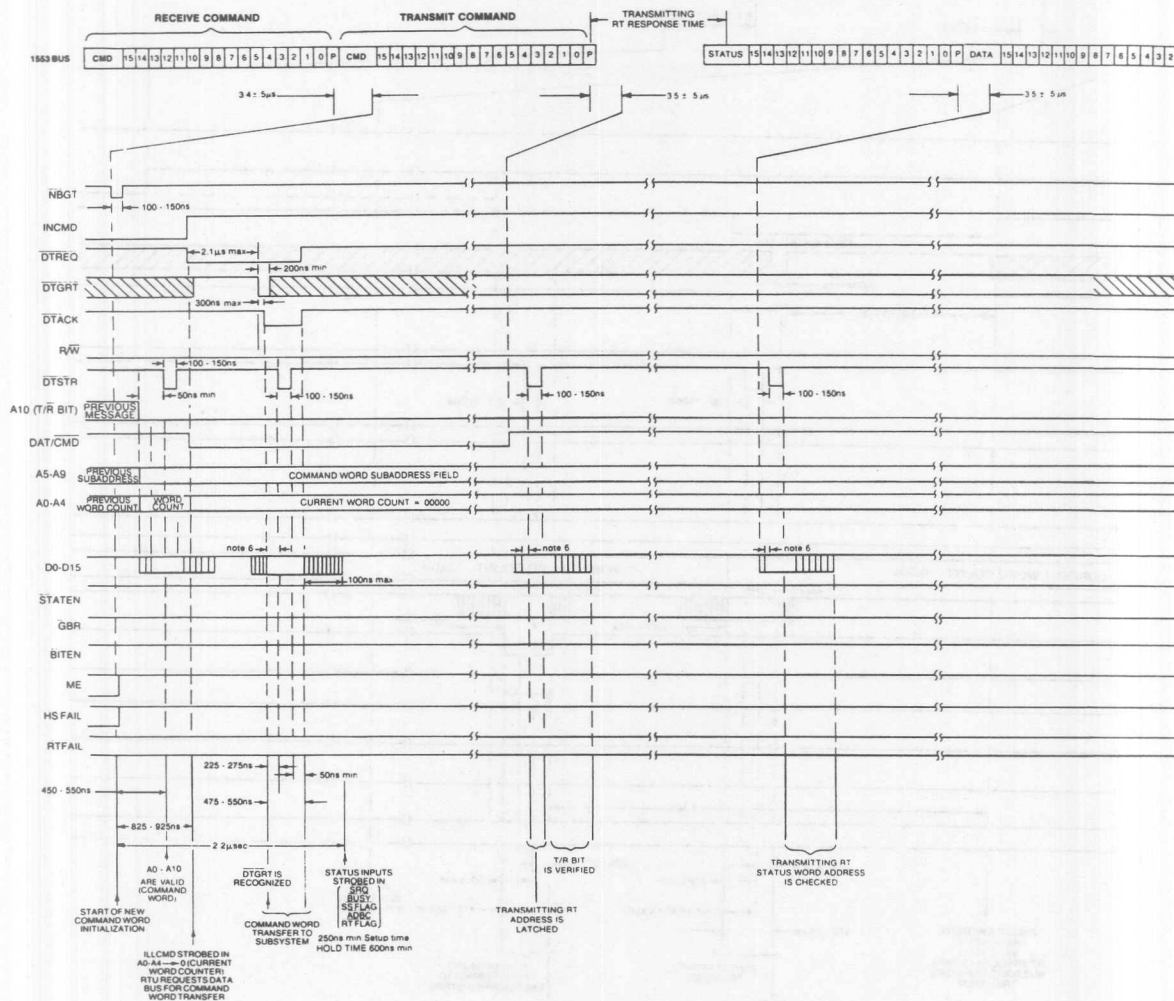 RECEIVE COMMAND
TRANSMIT COMMAND
TRANSMITTING
RT RESPONSE TIME
1553 BUS
CMD 15 14 13 12 11 10 9 8 7 6 5 4 3 2 1 0 P CMD 15 14 13 12 11 10 9 8 7 6 5 4 3 2 1 0 P
STATUS 15 14 13 12 11 10 9 8 7 6 5 4 3 2 1 0 P DATA 15 14 13 12 11 10 9 8 7 6 5 4 3 2
3.4 ± .5µs
3.5 ± .5 µs
3.5 ± .5 µs
NBGT
100 - 150ns
INCMD
DTREQ
2.1µs max
200ns min
DTGRT
300ns max
DTACK
R/W
100 - 150ns
DTSTR
50ns min
100 - 150ns
100 - 150ns
100 - 150ns
A10 (T/R BIT)
PREVIOUS
MESSAGE
DAT/CMD
A5-A9
PREVIOUS
SUBADDRESS
COMMAND WORD SUBADDRESS FIELD
A0-A4
PREVIOUS
WORD COUNT
WORD
COUNT
CURRENT WORD COUNT = 00000
note 6
note 6
note 6
D0-D15
100ns max
STATEN
GBR
BITEN
ME
HS FAIL
RTFAIL
225 - 275ns
50ns min
450 - 550ns
475 - 550ns
825 - 925ns
2.2µsec
A0 - A10
ARE VALID
(COMMAND
WORD)
DTGRT IS
RECOGNIZED
STATUS INPUTS
STROBED IN
SRQ
BUSY
SS FLAG
ADBC
RT FLAG
250ns min Setup time
HOLD TIME 600ns min
T/R BIT
IS VERIFIED
TRANSMITTING RT
STATUS WORD ADDRESS
IS CHECKED
START OF NEW
COMMAND WORD
INITIALIZATION
COMMAND WORD
TRANSFER TO
SUBSYSTEM
TRANSMITTING RT
ADDRESS IS
LATCHED
ILLCMD STROBED IN
A0-A4 → 0 (CURRENT
WORD COUNTER)
RTU REQUESTS DATA
BUS FOR COMMAND
WORD TRANSFER